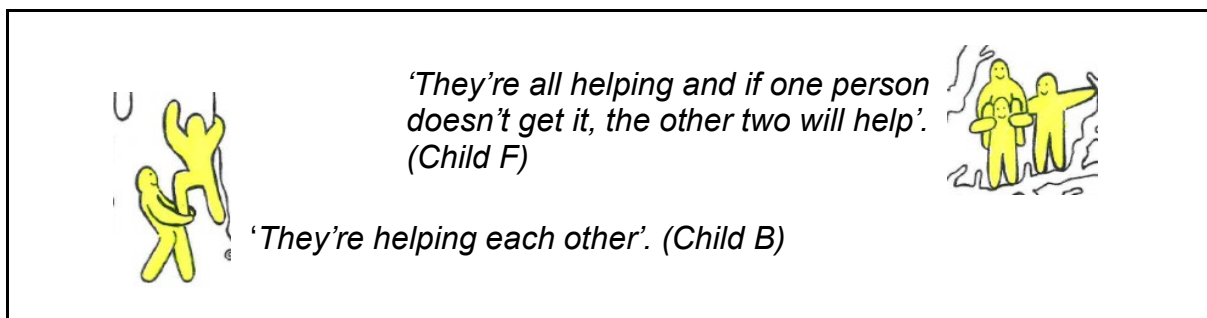 ‘They’re all helping and if one person
doesn’t get it, the other two will help’.
(Child F)
‘They’re helping each other’. (Child B)